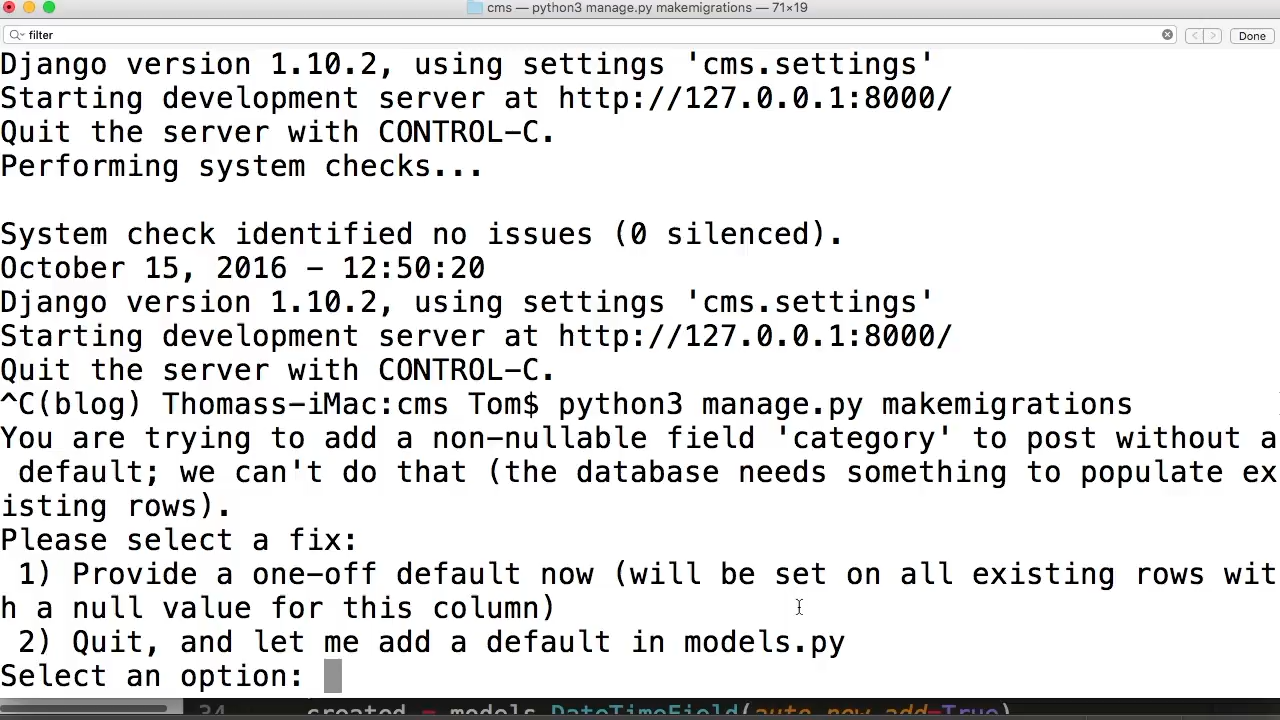 cms — python3 manage.py makemigrations — 71×19
filter
Done
Django version 1.10.2, using settings 'cms.settings'
Starting development server at http://127.0.0.1:8000/
Quit the server with CONTROL-C.
Performing system checks...
System check identified no issues (0 silenced).
October 15, 2016 - 12:50:20
Django version 1.10.2, using settings 'cms.settings'
Starting development server at http://127.0.0.1:8000/
Quit the server with CONTROL-C.
^C(blog) Thomass-iMac:cms Tom$ python3 manage.py makemigrations
You are trying to add a non-nullable field 'category' to post without a
default; we can't do that (the database needs something to populate ex
isting rows).
Please select a fix:
1) Provide a one-off default now (will be set on all existing rows wit
h a null value for this column)
2) Quit, and let me add a default in models.py
Select an option:
34 created = models.DateTimeField(auto_now_add=True)